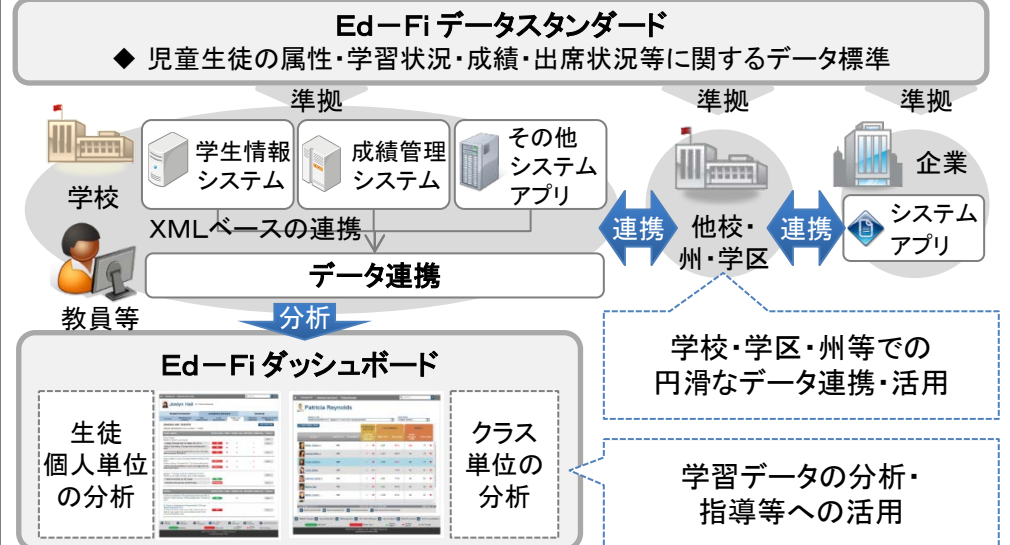 Ed－Fi データスタンダード
◆ 児童生徒の属性・学習状況・成績・出席状況等に関するデータ標準
準拠
準拠
準拠
学校
学生情報
システム
成績管理
システム
その他
システム
アプリ
連携
他校・
州・学区
連携
企業
システム
アプリ
XMLベースの連携
データ連携
教員等
分析
Ed－Fi ダッシュボード
生徒
個人単位
の分析
Joslyn Hall
Patricia Reynolds
クラス
単位の
分析
学校・学区・州等での
円滑なデータ連携・活用
学習データの分析・
指導等への活用